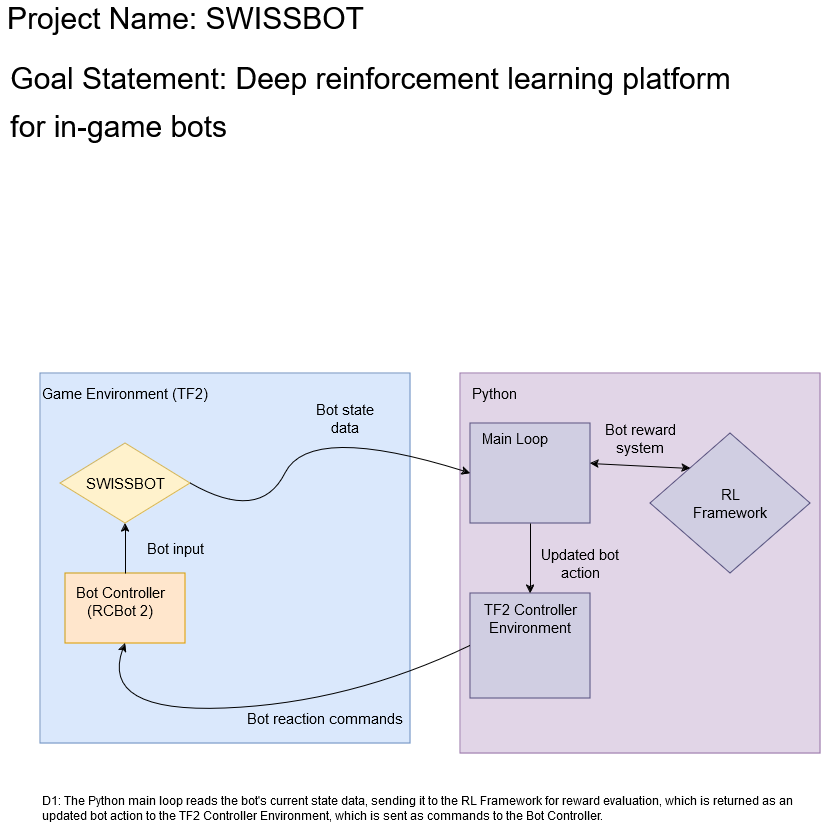 Project Name: SWISSBOT
Goal Statement: Deep reinforcement learning platform
for in-game bots
Game Environment (TF2)
Bot state
data
SWISSBOT
Bot input
Bot Controller
(RCBot 2)
Bot reaction commands
Python
Main Loop
Bot reward
system
RL
Framework
Updated bot
action
TF2 Controller
Environment
D1: The Python main loop reads the bot's current state data, sending it to the RL Framework for reward evaluation, which is returned as an
updated bot action to the TF2 Controller Environment, which is sent as commands to the Bot Controller.